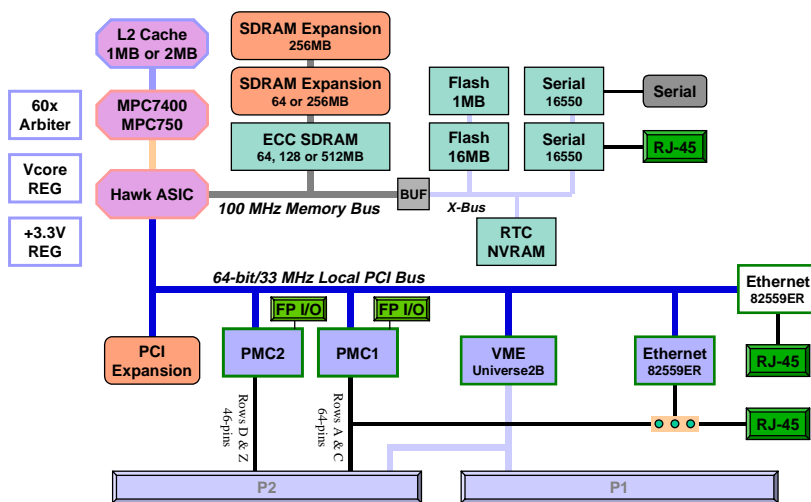 L2 Cache
1MB or 2MB
SDRAM Expansion
256MB
SDRAM Expansion
64 or 256MB
Flash
1MB
Serial
16550
Serial
60x
Arbiter
MPC7400
MPC750
ECC SDRAM
64, 128 or 512MB
Flash
16MB
Serial
16550
RJ-45
Vcore
REG
Hawk ASIC
BUF
100 MHz Memory Bus
X-Bus
+3.3V
REG
RTC
NVRAM
64-bit/33 MHz Local PCI Bus
Ethernet
82559ER
FP I/O
FP I/O
PCI
Expansion
PMC2
PMC1
VME
Universe2B
Ethernet
82559ER
RJ-45
Rows D & Z
46-pins
Rows A & C
64-pins
RJ-45
P2
P1